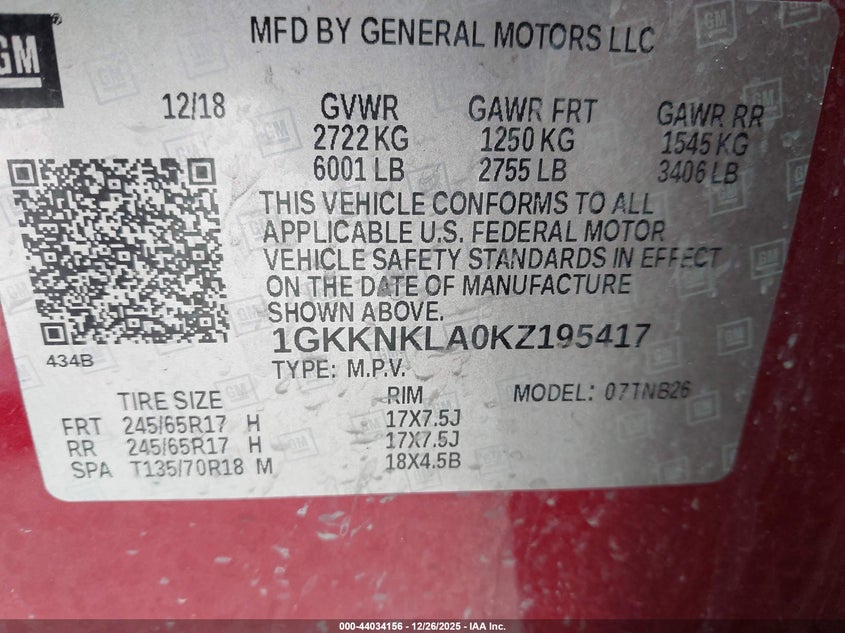 GM
MFD BY GENERAL MOTORS LLC
12/18 GVWR GAWR FRT GAWR RR
2722 KG 1250 KG 1545 KG
6001 LB 2755 LB 3406 LB
THIS VEHICLE CONFORMS TO ALL
APPLICABLE U.S. FEDERAL MOTOR
VEHICLE SAFETY STANDARDS IN EFFECT
ON THE DATE OF MANUFACTURE
SHOWN ABOVE.
434B
1GKKNKLA0KZ195417
TYPE: M.P.V.
TIRE SIZE RIM MODEL: 07TNB26
FRT 245/65R17 H 17X7.5J
RR 245/65R17 H 17X7.5J
SPA T135/70R18 M 18X4.5B
000-44034156 - 12/26/2025 - IAA Inc.